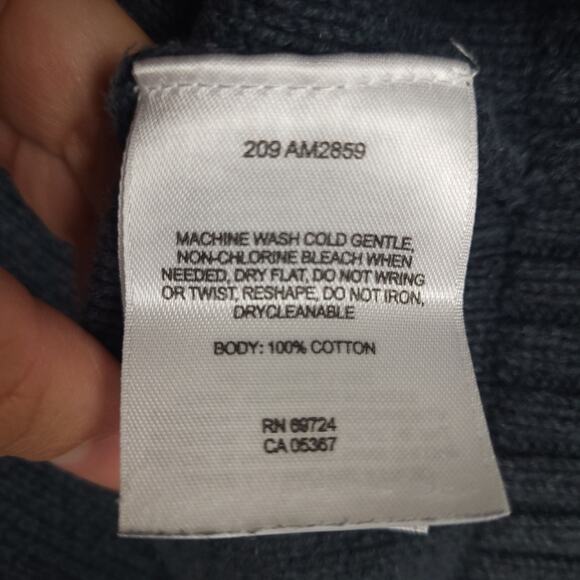 209 AM2859
MACHINE WASH COLD GENTLE,
NON-CHLORINE BLEACH WHEN
NEEDED, DRY FLAT, DO NOT WRING
OR TWIST, RESHAPE, DO NOT IRON,
DRYCLEANABLE
BODY: 100% COTTON
RN 69724
CA 05367